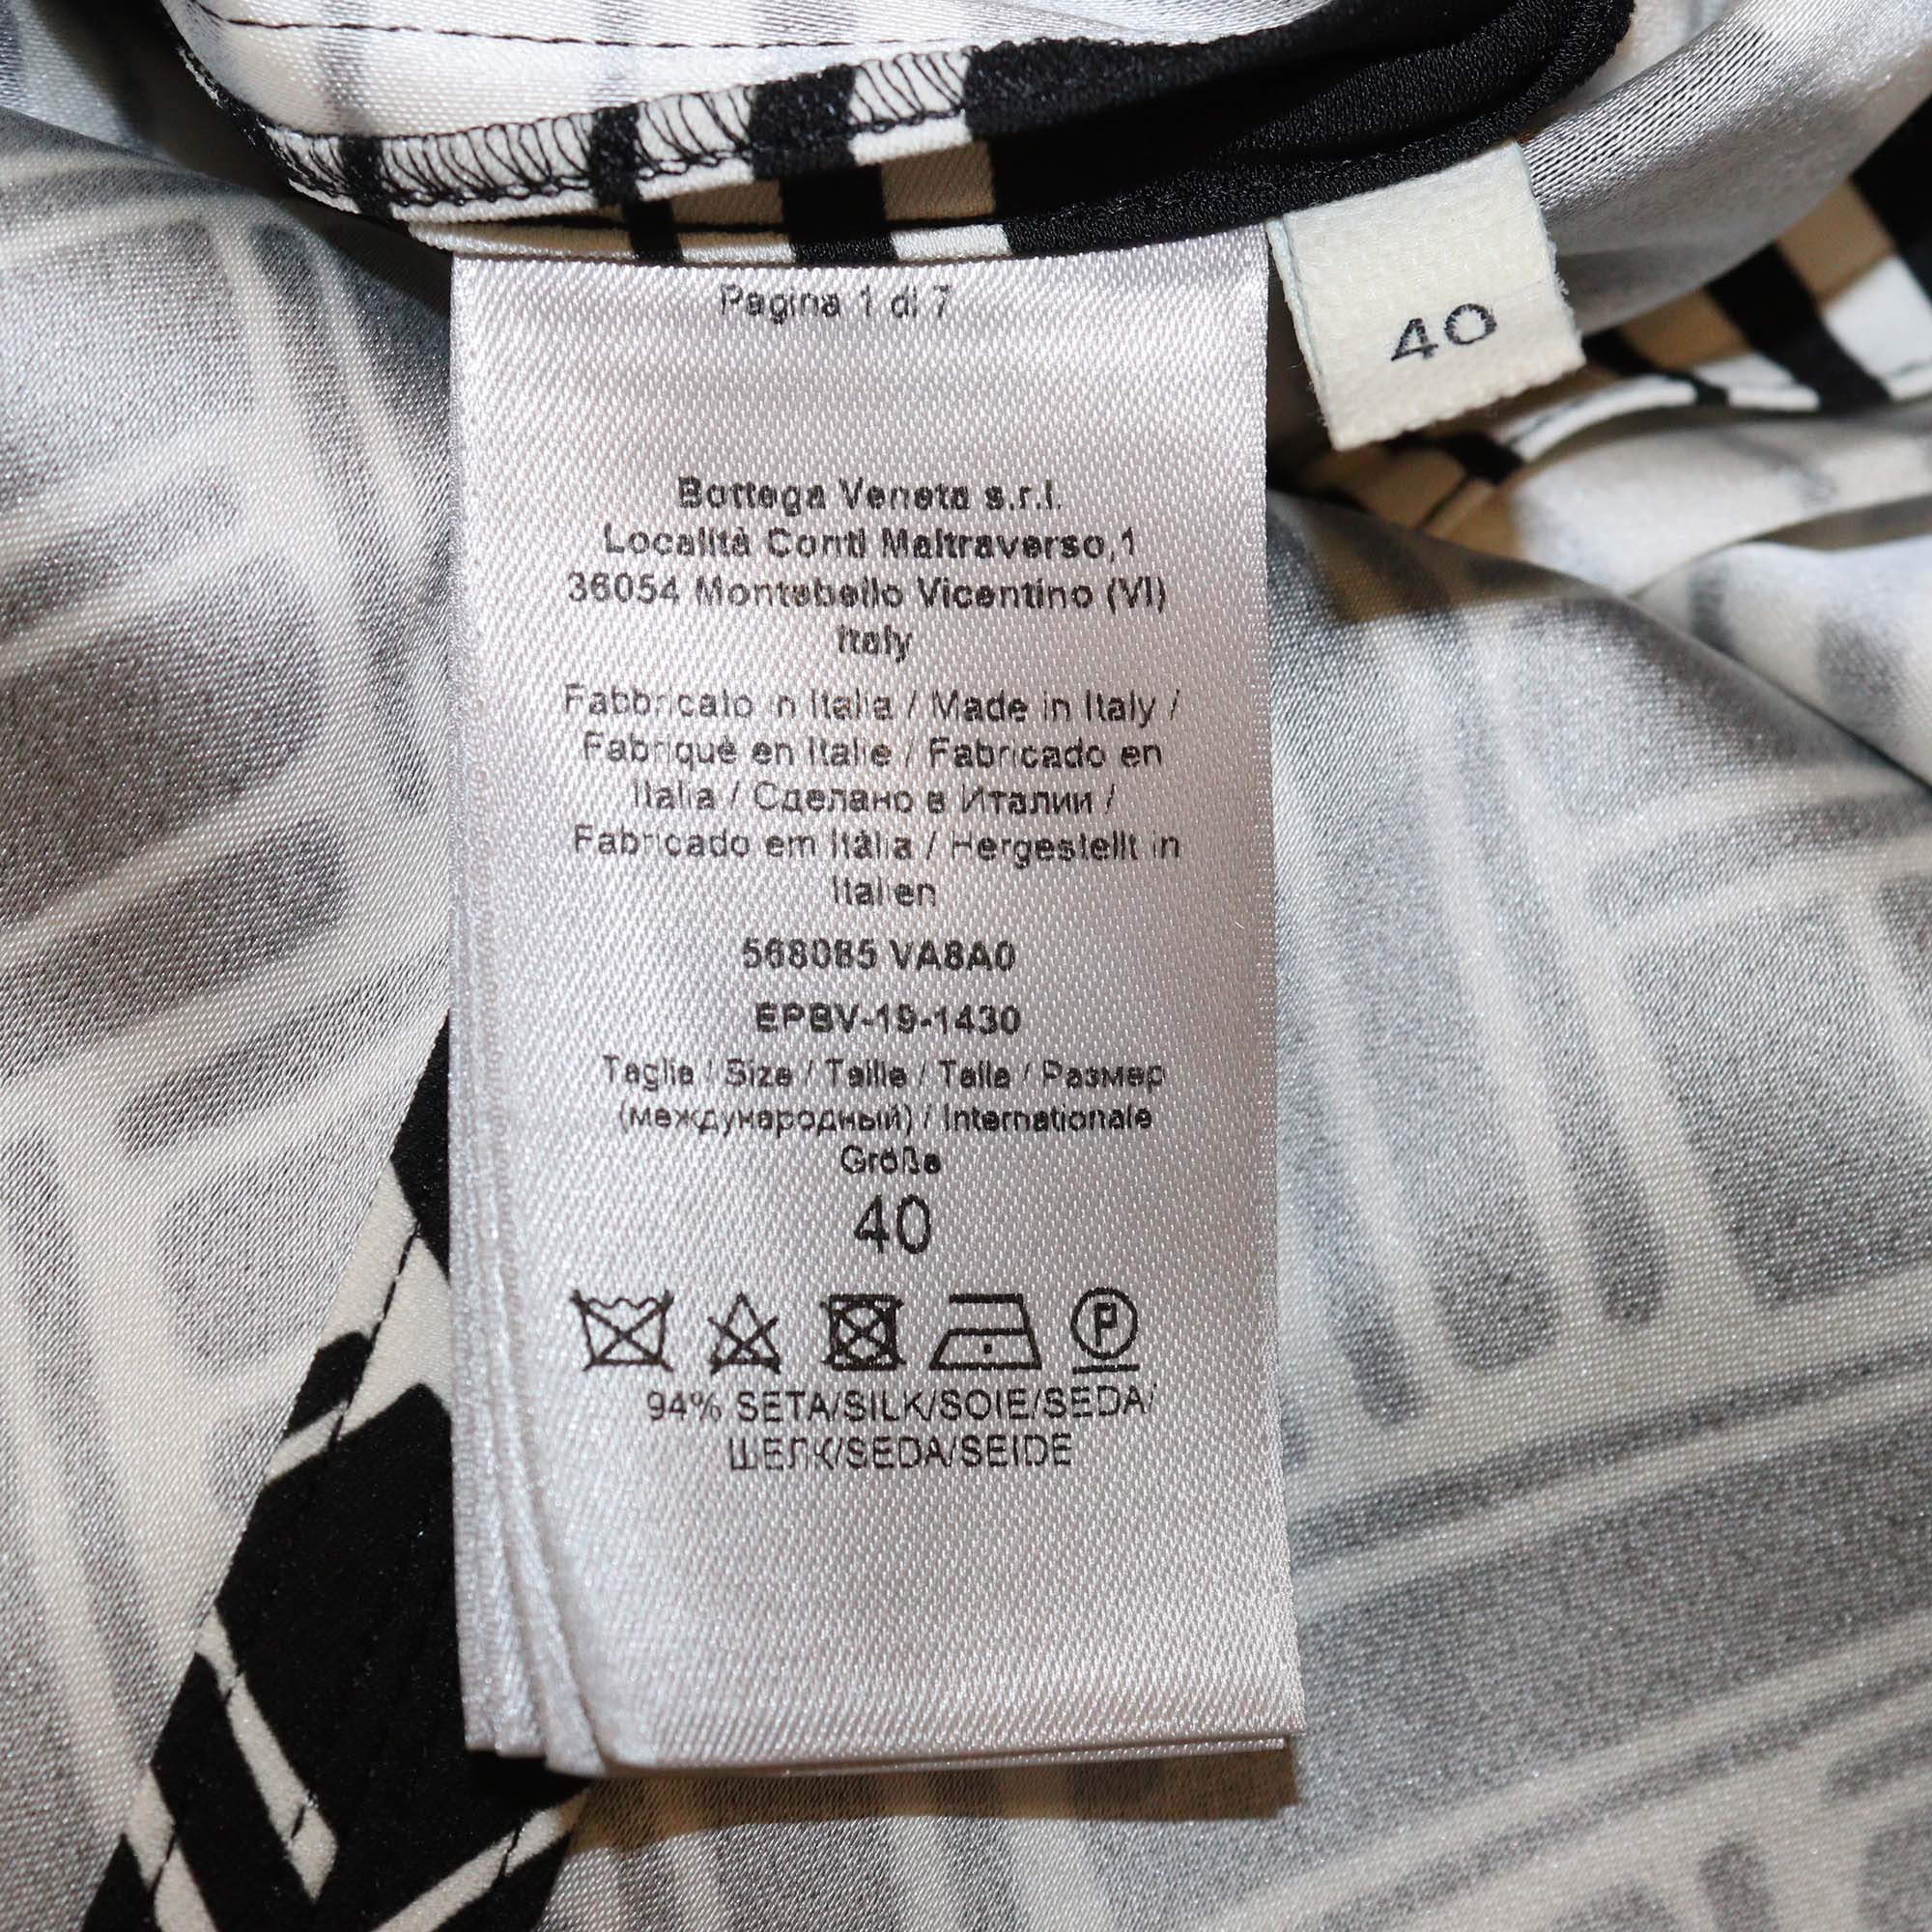 Pagina 1 di 7
40
Bottega Veneta s.r.l.
Località Conti Maltraverso,1
36054 Montebello Vicentino (VI)
Italy
Fabbricato in Italia / Made in Italy /
Fabriqué en Italie / Fabricado en
Italia / Сделано в Италии /
Fabricado em Itália / Hergestellt in
Italien
568085 VA8A0
EPBV-19-1430
Taglia / Size / Taille / Talla / Размер
(международный) / Internationale
Größe
40
P
94% SETA/SILK/SOIE/SEDA/
ШЕЛК/SEDA/SEIDE